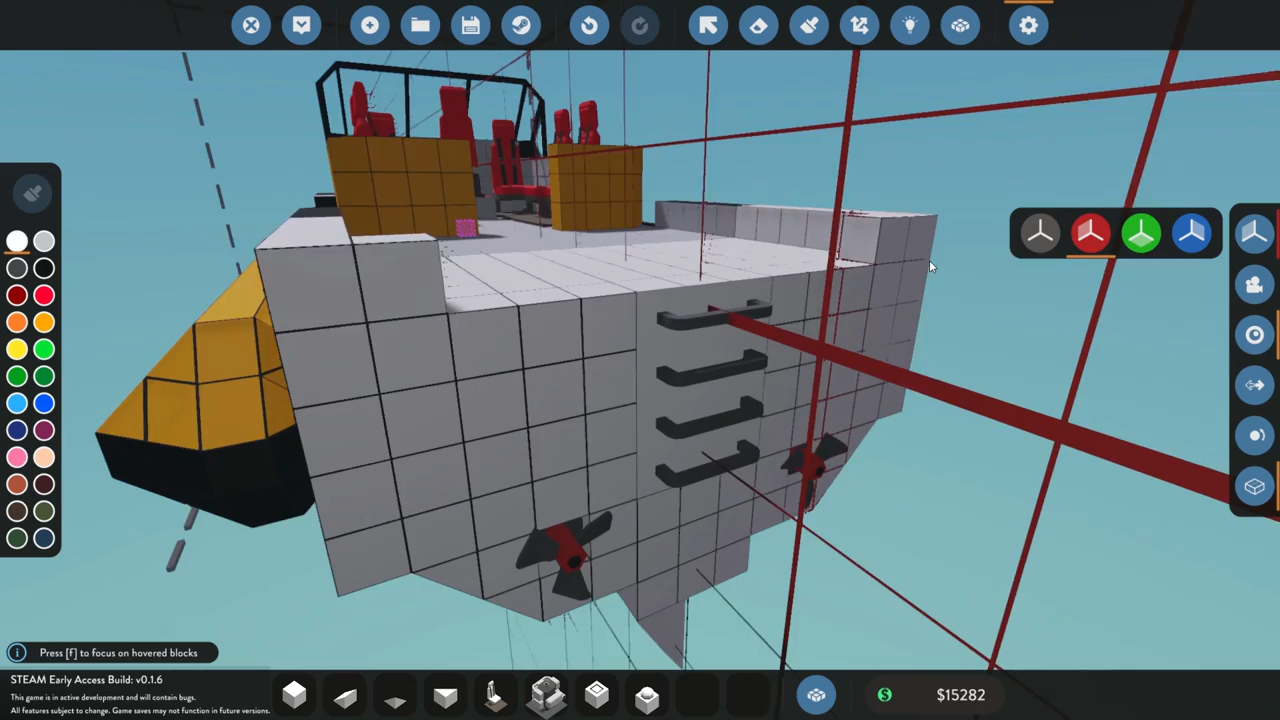 Press [f] to focus on hovered blocks
STEAM Early Access Build: v0.1.6
This game is in active development and will contain bugs.
All features subject to change. Game saves may not function in future versions.
$15282